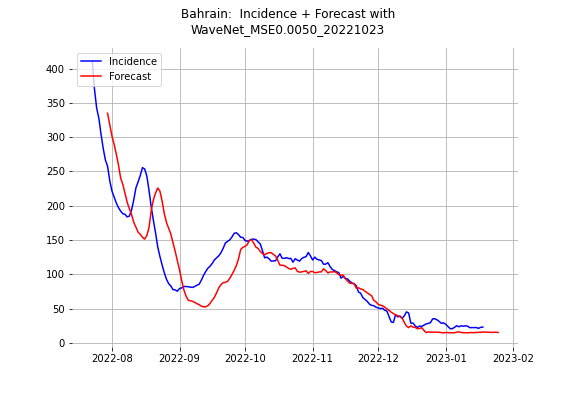 Bahrain:  Incidence + Forecast with
WaveNet_MSE0.0050_20221023
Incidence
Forecast
400
350
300
250
200
150
100
50
0
2022-08 2022-09 2022-10 2022-11 2022-12 2023-01 2023-02